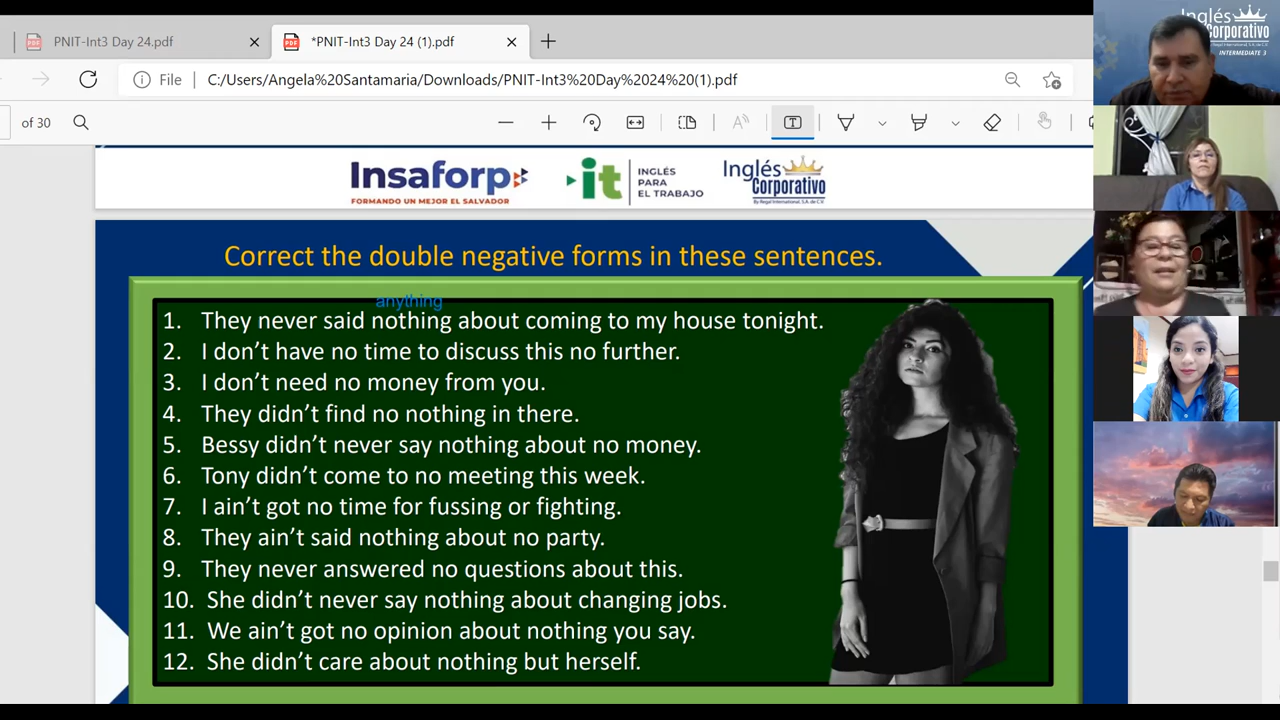 PNIT-Int3 Day 24.pdf
*PNIT-Int3 Day 24 (1).pdf
File
C:/Users/Angela%20Santamaria/Downloads/PNIT-Int3%20Day%2024%20(1).pdf
of 30
Insaforp
FORMANDO UN MEJOR EL SALVADOR
it
INGLÉS
PARA
EL TRABAJO
Inglés
Corporativo
By Regal International, S.A. de C.V.
Correct the double negative forms in these sentences.
anything
1. They never said nothing about coming to my house tonight.
2. I don't have no time to discuss this no further.
3. I don't need no money from you.
4. They didn't find no nothing in there.
5. Bessy didn't never say nothing about no money.
6. Tony didn't come to no meeting this week.
7. I ain't got no time for fussing or fighting.
8. They ain't said nothing about no party.
9. They never answered no questions about this.
10. She didn't never say nothing about changing jobs.
11. We ain't got no opinion about nothing you say.
12. She didn't care about nothing but herself.
Inglés
Corporativo
INTERMEDIATE 3